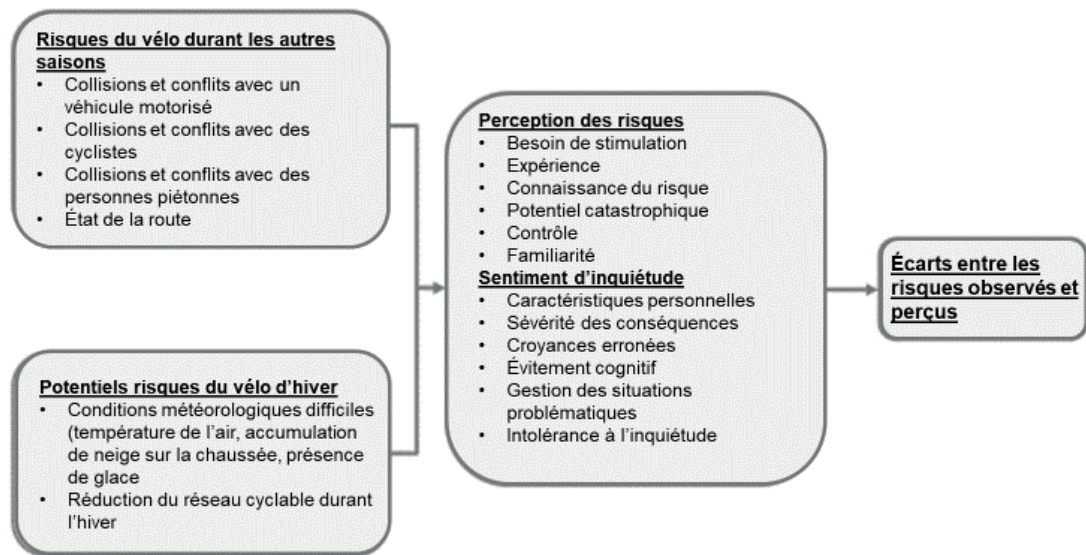 Risques du vélo durant les autres
saisons
• Collisions et conflits avec un
véhicule motorisé
• Collisions et conflits avec des
cyclistes
• Collisions et conflits avec des
personnes piétonnes
• État de la route
Potentiels risques du vélo d'hiver
• Conditions météorologiques difficiles
(température de l'air, accumulation
de neige sur la chaussée, présence
de glace
• Réduction du réseau cyclable durant
l'hiver
Perception des risques
• Besoin de stimulation
• Expérience
• Connaissance du risque
• Potentiel catastrophique
• Contrôle
• Familiarité
Sentiment d'inquiétude
• Caractéristiques personnelles
• Sévérité des conséquences
• Croyances erronées
• Évitement cognitif
• Gestion des situations
problématiques
• Intolérance à l'inquiétude
Écarts entre les
risques observés et
perçus